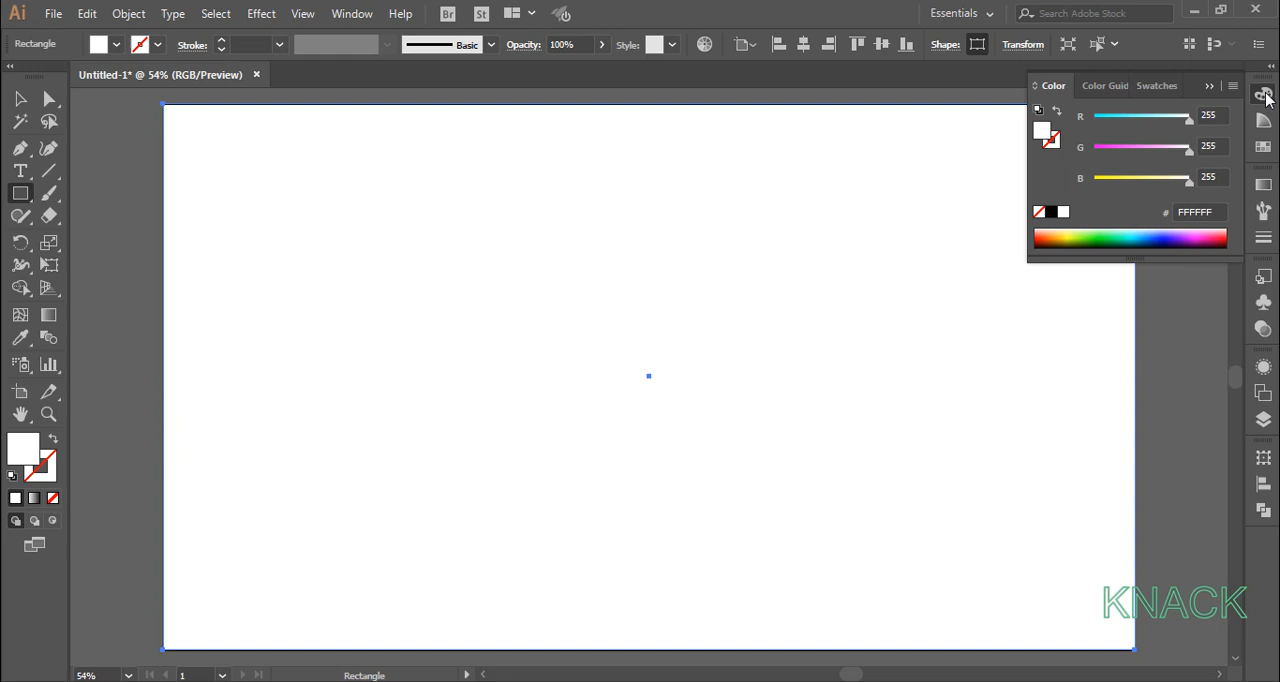 Ai File Edit Object Type Select Effect View Window Help Br St Essentials Search Adobe Stock
Rectangle Stroke: Basic Opacity: 100% Style: Shape: Transform
Untitled-1* @ 54% (RGB/Preview)
Color Color Guid Swatches
R 255
G 255
B 255
# FFFFFF
KNACK
54% 1 Rectangle